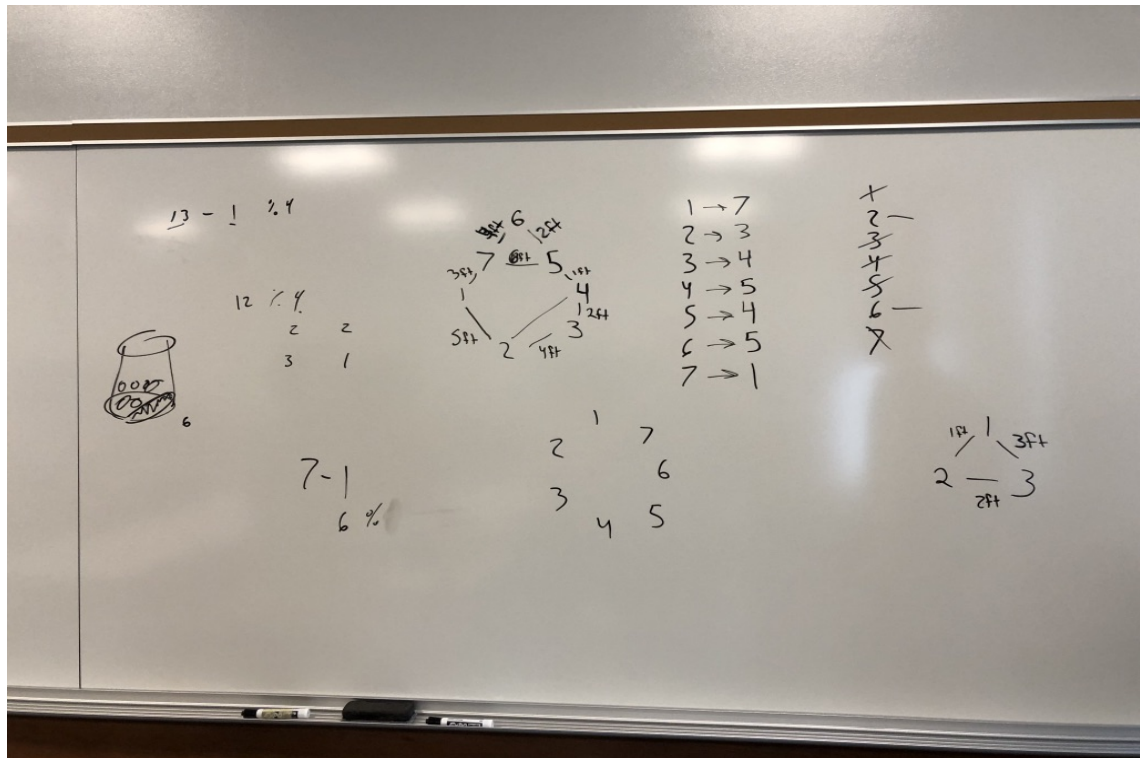 13 - 1 % 4
12 % 4
2 2
3 1
6
7 - 1
6 %
6
2ft
7 5
3ft 1ft
1 4
2ft
3
5ft 2 4ft
1 → 7
2 → 3
3 → 4
4 → 5
5 → 4
6 → 5
7 → 1
1
2 —
3
4
5
6 —
7
1
2 7
6
3
4 5
1ft 1 3ft
2 — 3
2ft